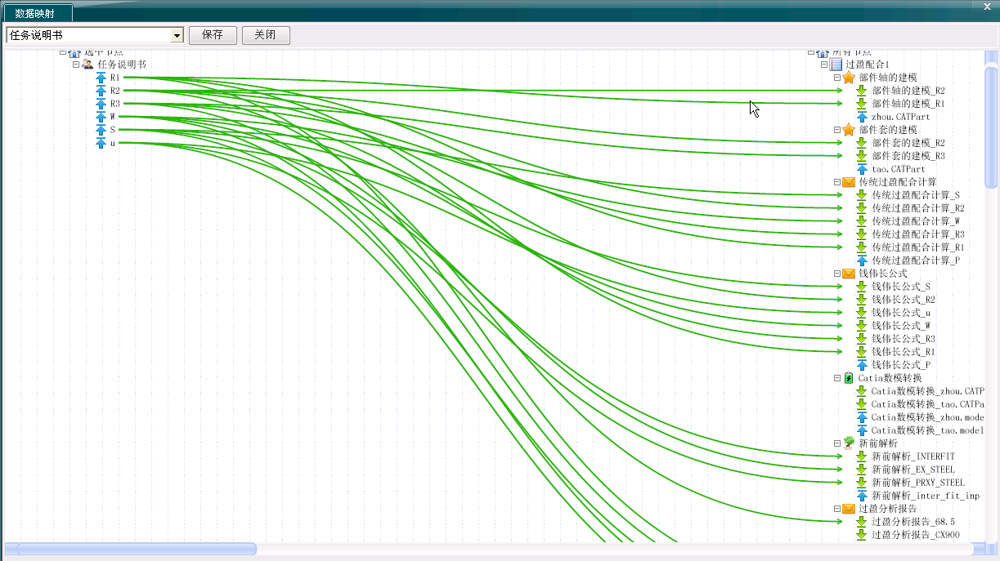 数据映射
任务说明书
保存
关闭
选中节点
任务说明书
R1
R2
R3
W
S
u
所有节点
过盈配合1
部件轴的建模
部件轴的建模_R2
部件轴的建模_R1
zhou.CATPart
部件套的建模
部件套的建模_R2
部件套的建模_R3
tao.CATPart
传统过盈配合计算
传统过盈配合计算_S
传统过盈配合计算_R2
传统过盈配合计算_W
传统过盈配合计算_R3
传统过盈配合计算_R1
传统过盈配合计算_P
钱伟长公式
钱伟长公式_S
钱伟长公式_R2
钱伟长公式_u
钱伟长公式_W
钱伟长公式_R3
钱伟长公式_R1
钱伟长公式_P
Catia数模转换
Catia数模转换_zhou.CATP
Catia数模转换_tao.CATPa
Catia数模转换_zhou.mode
Catia数模转换_tao.model
新前解析
新前解析_INTERFIT
新前解析_EX_STEEL
新前解析_PRXY_STEEL
新前解析_inter_fit_inp
过盈分析报告
过盈分析报告_68.5
过盈分析报告_CX900